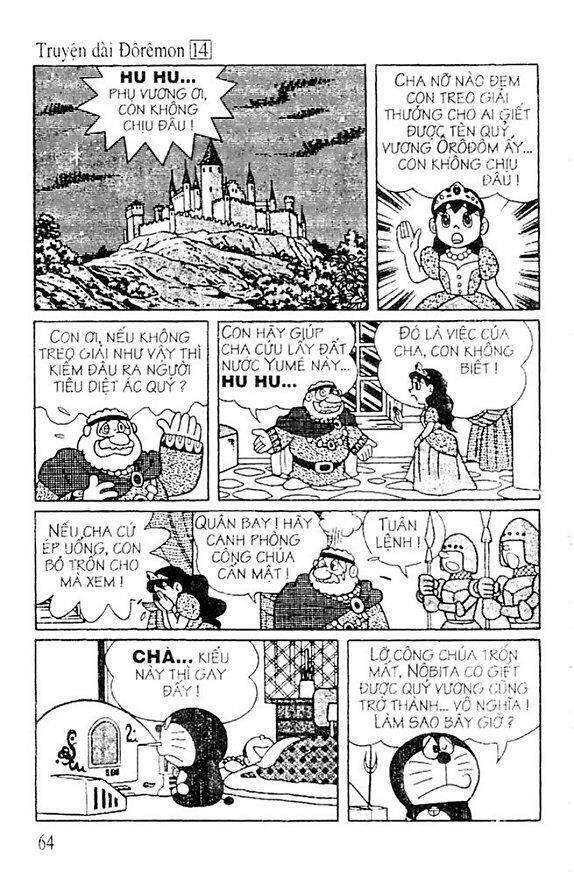 Truyện dài Đôrêmon 14
HU HU...
PHỤ VƯƠNG ƠI,
CON KHÔNG
CHỊU ĐÂU !
CHA NỠ NÀO ĐEM
CON TREO GIẢI
THƯỞNG CHO AI GIẾT
ĐƯỢC TÊN QUỶ
VƯƠNG ÔRÔĐÔM ẤY...
CON KHÔNG CHỊU
ĐÂU !
CON ƠI, NẾU KHÔNG
TREO GIẢI NHƯ VẬY THÌ
KIẾM ĐÂU RA NGƯỜI
TIÊU DIỆT ÁC QUỶ ?
CON HÃY GIÚP
CHA CỨU LẤY ĐẤT
NƯỚC YUMÊ NÀY...
HU HU...
ĐÓ LÀ VIỆC CỦA
CHA, CON KHÔNG
BIẾT !
NẾU CHA CỨ
ÉP UỔNG, CON
BỎ TRỐN CHO
MÀ XEM !
QUÂN BAY ! HÃY
CANH PHÒNG
CÔNG CHÚA
CẨN MẬT !
TUÂN
LỆNH !
CHÀ... KIỂU
NÀY THÌ GAY
ĐẤY !
LỠ CÔNG CHÚA TRỐN
MẤT, NÔBITA CÓ GIẾT
ĐƯỢC QUỶ VƯƠNG CŨNG
TRỞ THÀNH... VÔ NGHĨA !
LÀM SAO BÂY GIỜ ?
64